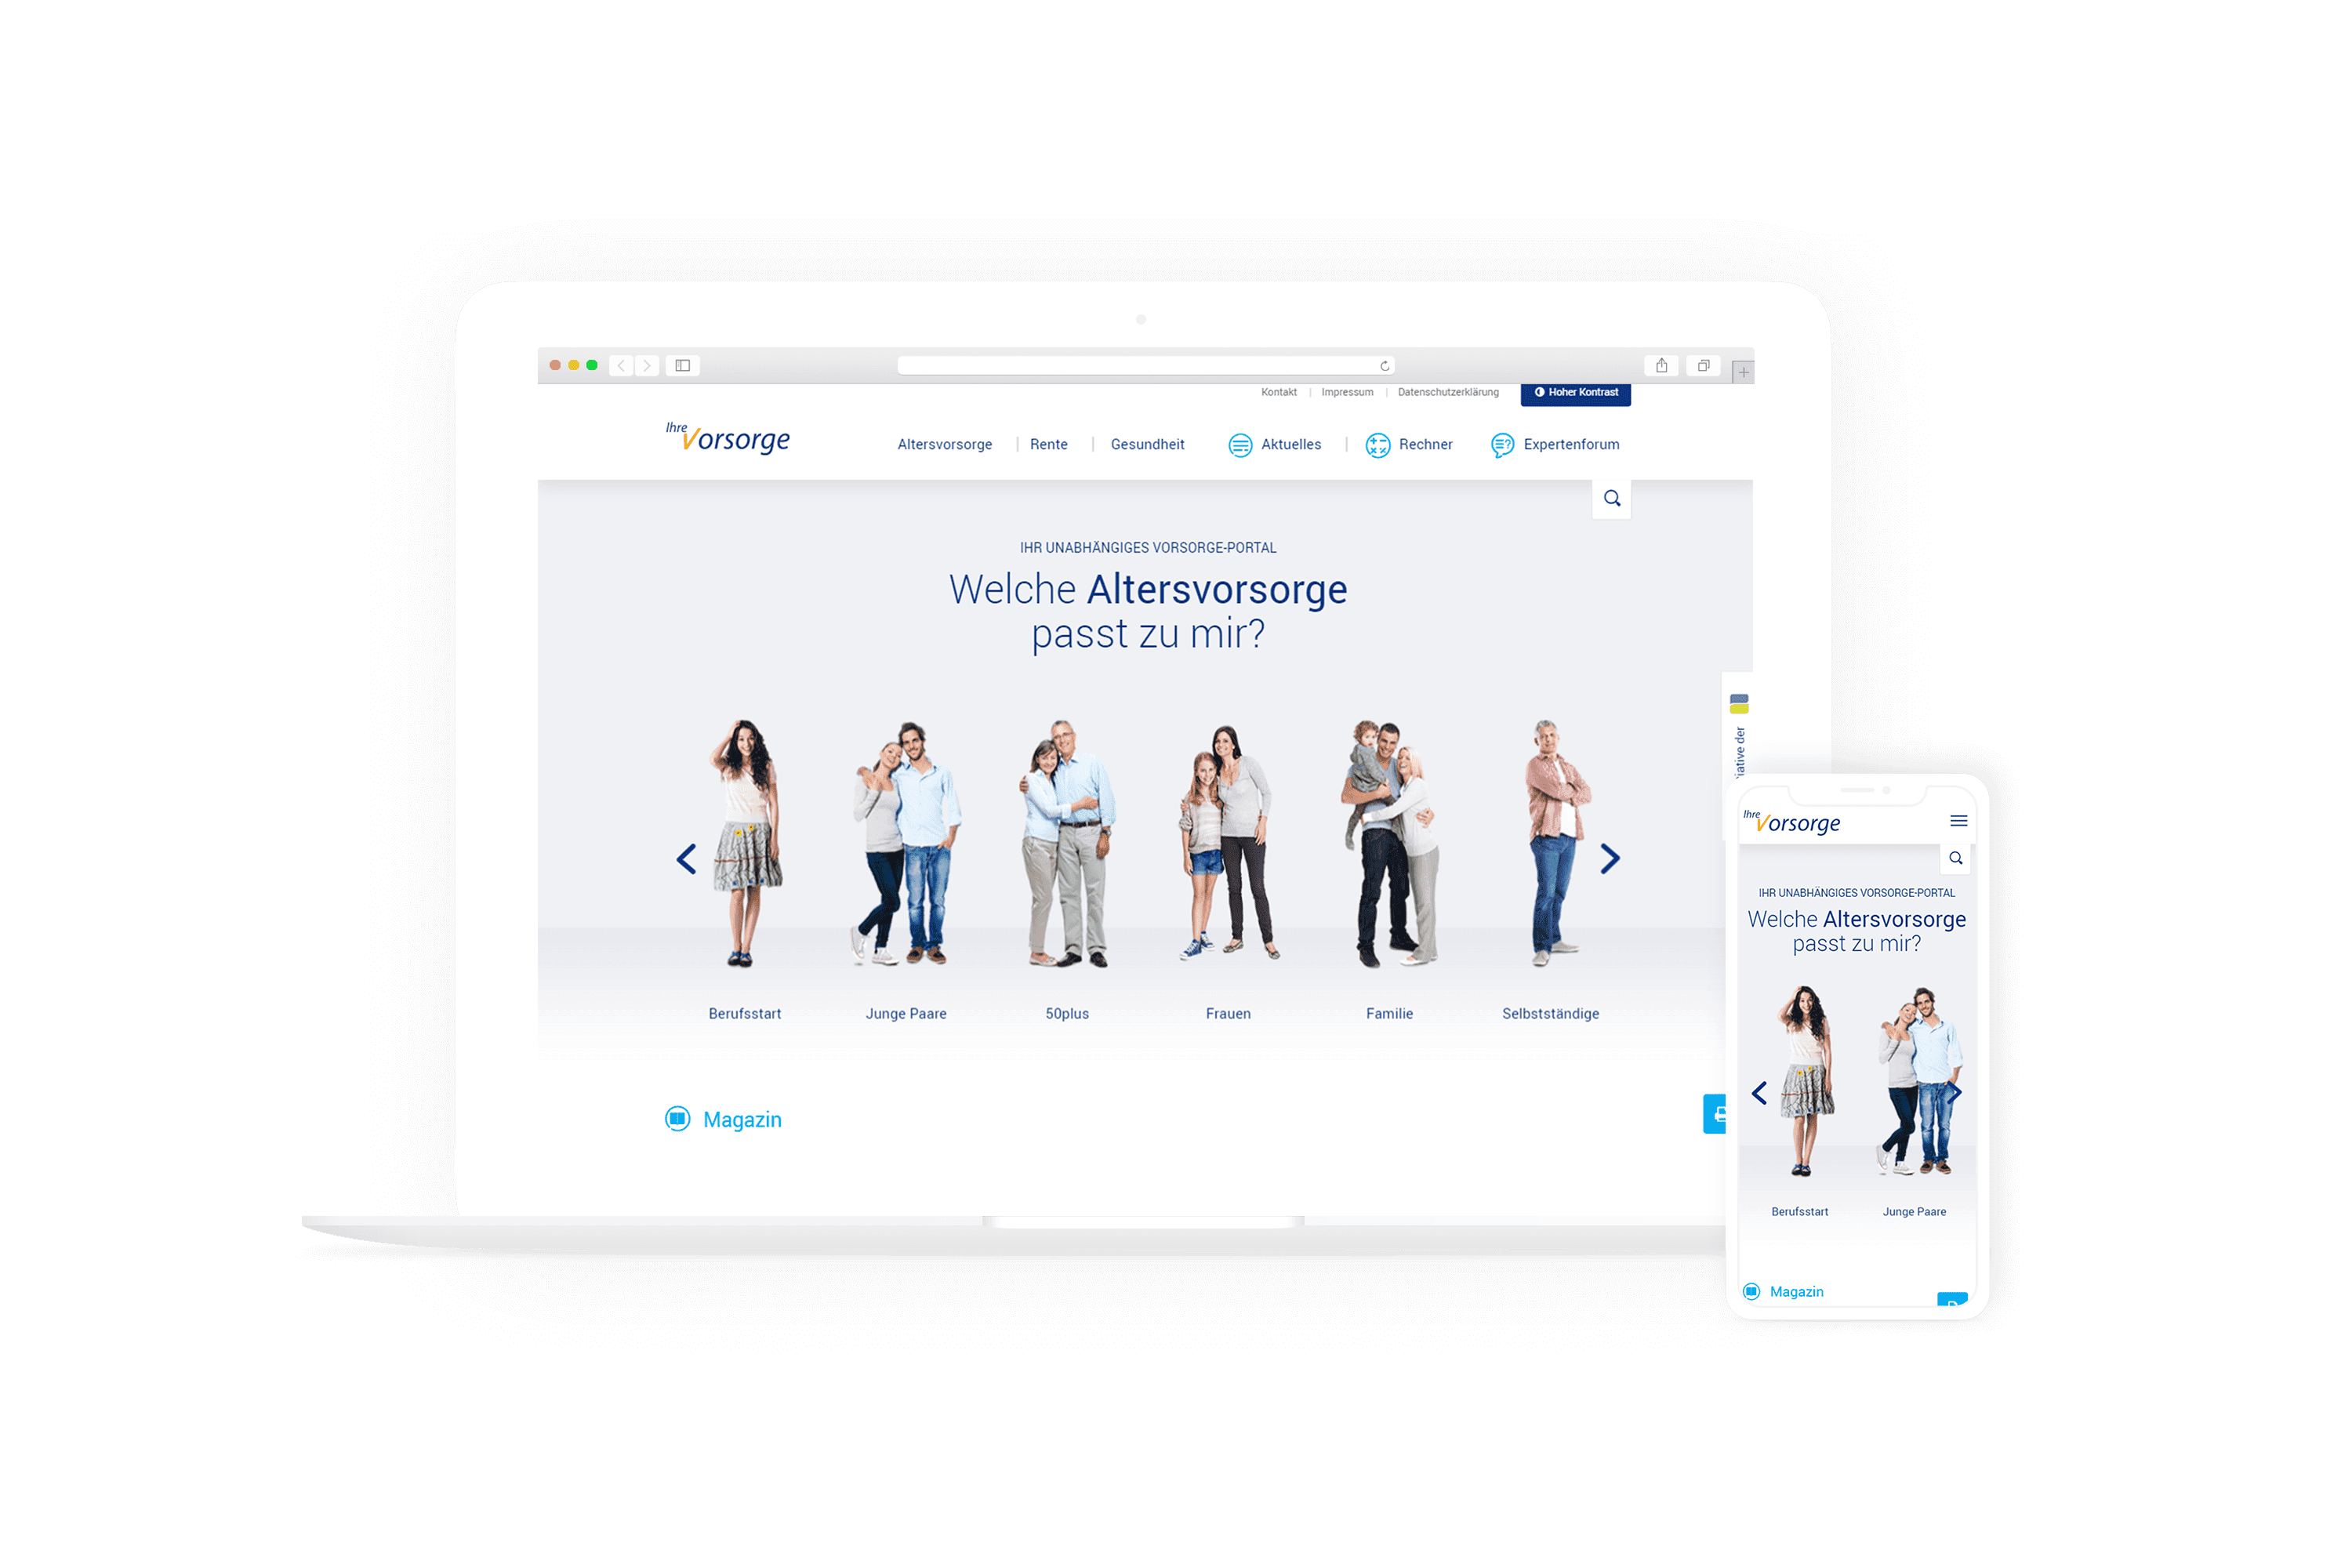 Kontakt | Impressum | Datenschutzerklärung Hoher Kontrast
Ihre Vorsorge
Altersvorsorge | Rente | Gesundheit Aktuelles | Rechner Expertenforum
IHR UNABHÄNGIGES VORSORGE-PORTAL
Welche Altersvorsorge
passt zu mir?
Berufsstart Junge Paare 50plus Frauen Familie Selbstständige
Magazin
der
Ihre Vorsorge
IHR UNABHÄNGIGES VORSORGE-PORTAL
Welche Altersvorsorge
passt zu mir?
Berufsstart Junge Paare
Magazin